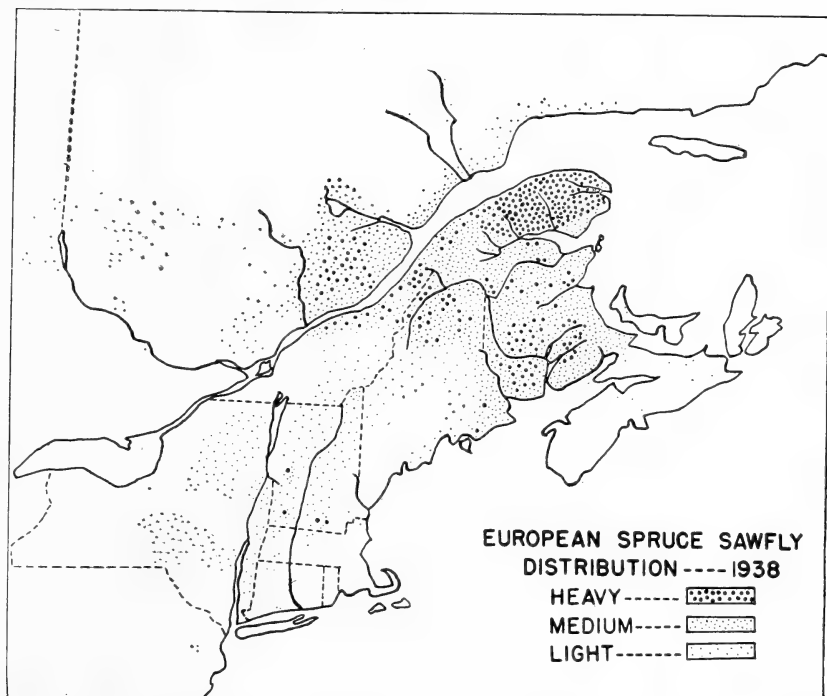 EUROPEAN SPRUCE SAWFLY
DISTRIBUTION ---- 1938
HEAVY------
MEDIUM-----
LIGHT------